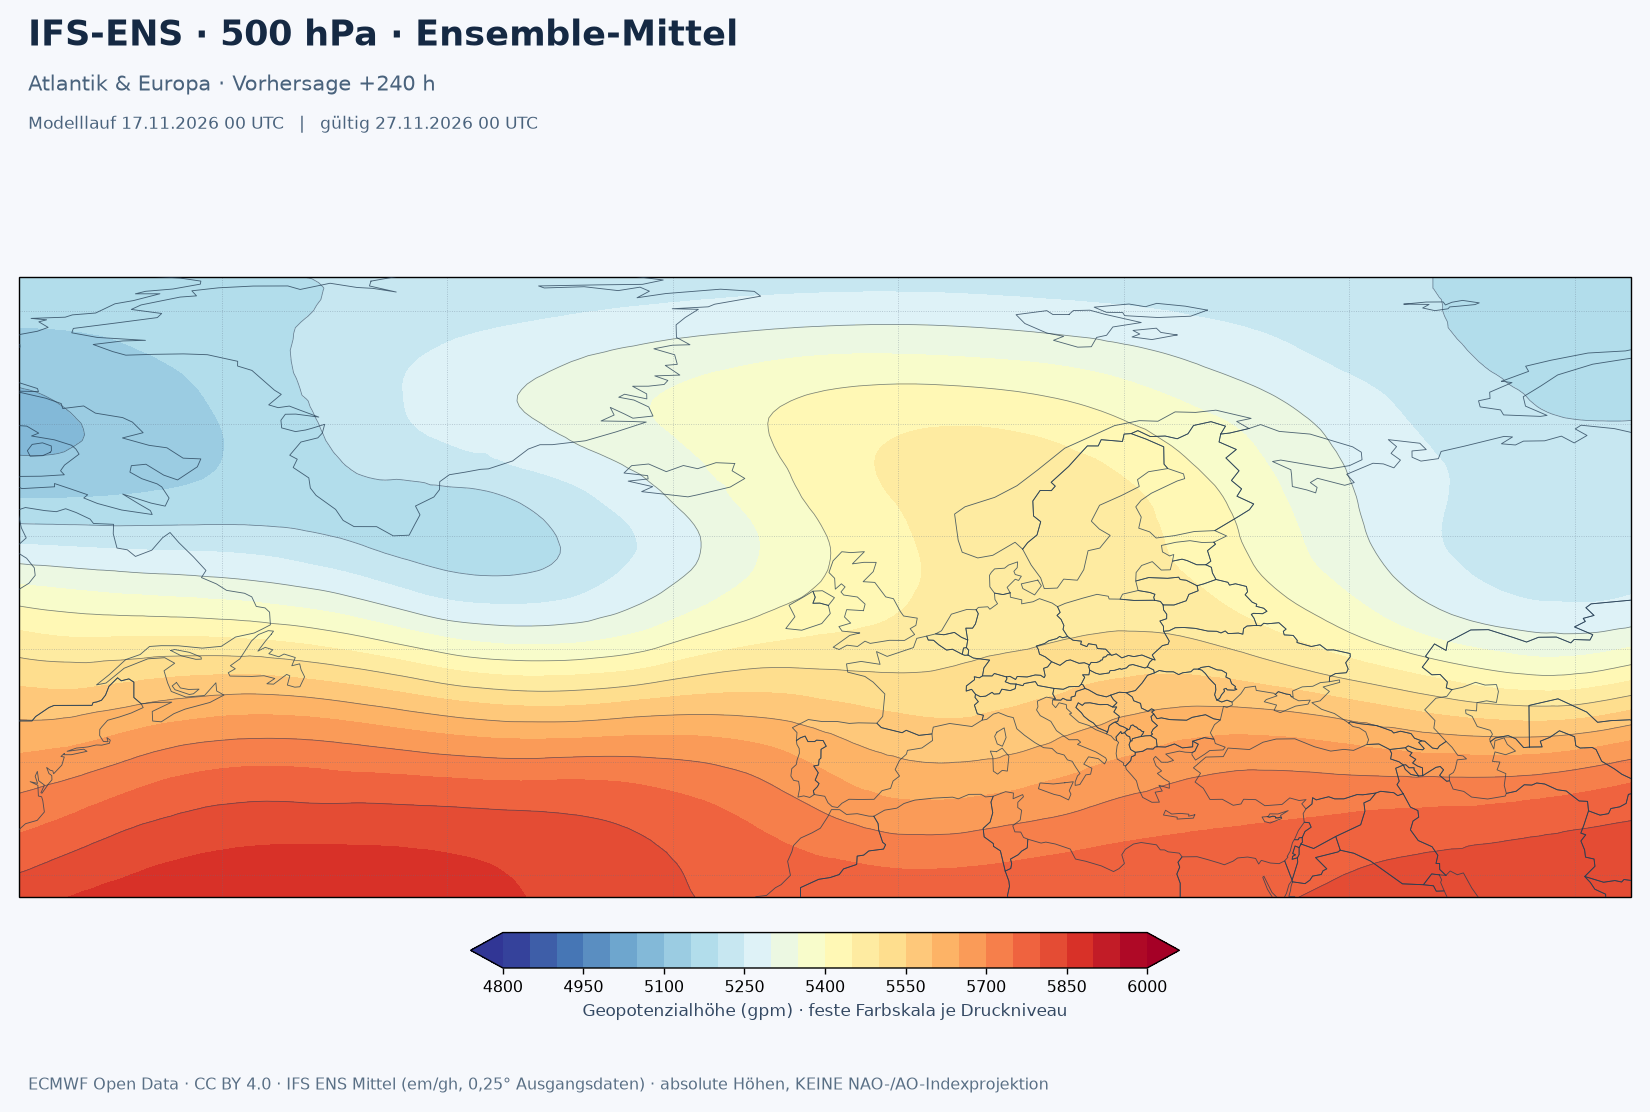 IFS-ENS · 500 hPa · Ensemble-Mittel
Atlantik & Europa · Vorhersage +240 h
Modelllauf 17.11.2026 00 UTC | gültig 27.11.2026 00 UTC
4800 4950 5100 5250 5400 5550 5700 5850 6000
Geopotenzialhöhe (gpm) · feste Farbskala je Druckniveau
ECMWF Open Data · CC BY 4.0 · IFS ENS Mittel (em/gh, 0,25° Ausgangsdaten) · absolute Höhen, KEINE NAO-/AO-Indexprojektion